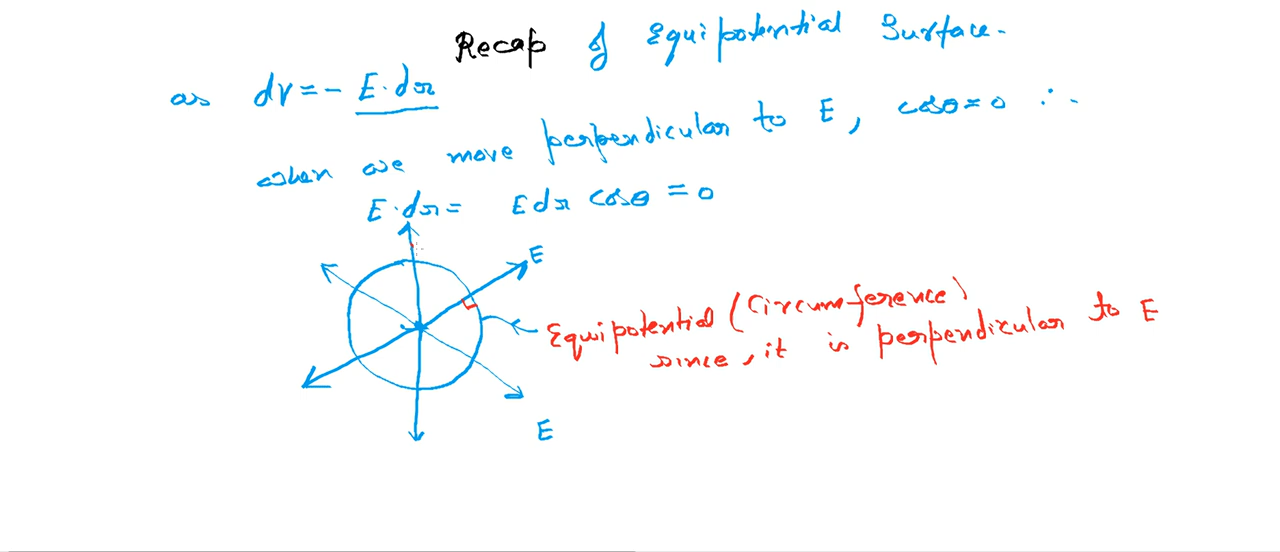 Recap of Equipotential Surface.
as dv = - E.dr
when we move perpendicular to E, cosθ = 0 ∴
E.dr = E dr cosθ = 0
E
Equipotential (Circumference)
since, it is perpendicular to E
E